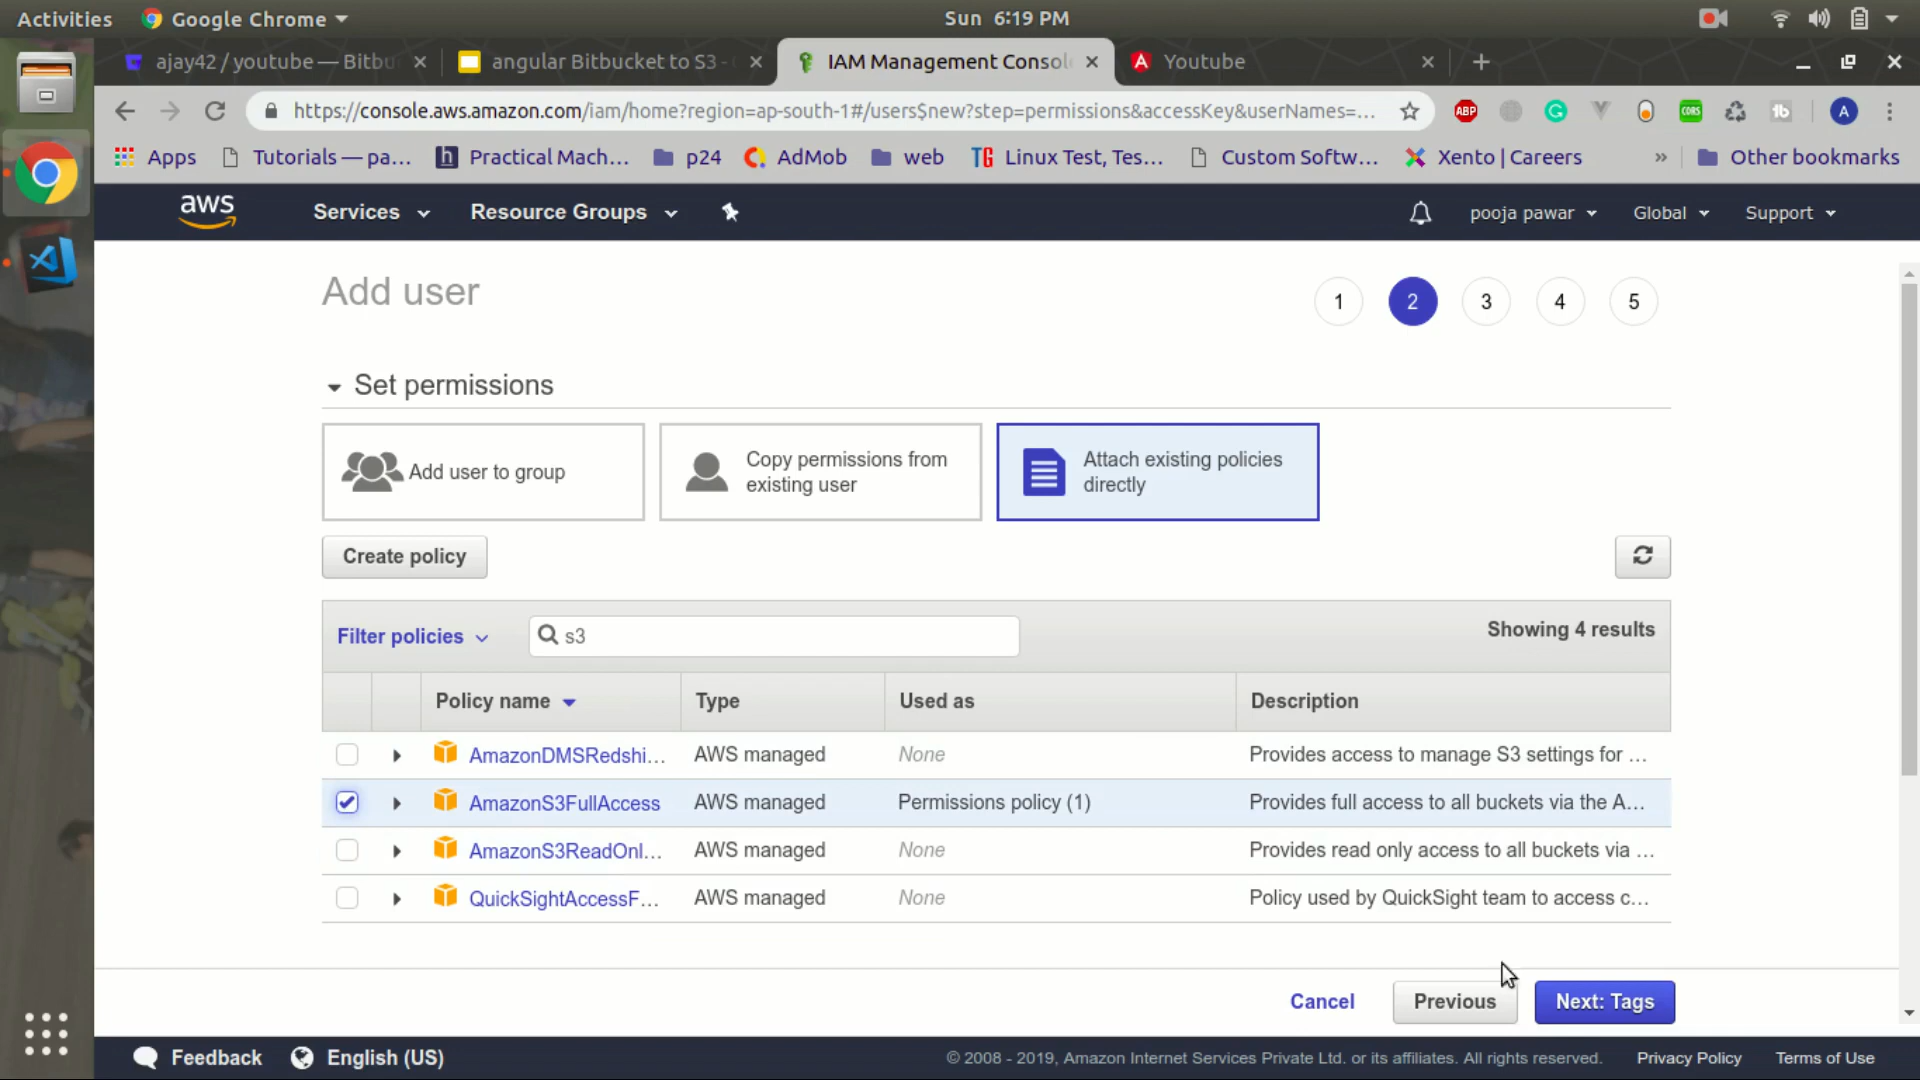 Activities
Google Chrome
Sun 6:19 PM
ajay42 / youtube — Bitbu
angular Bitbucket to S3 -
IAM Management Consol
Youtube
https://console.aws.amazon.com/iam/home?region=ap-south-1#/users$new?step=permissions&accessKey&userNames=...
ABP
CORS
tb
A
Apps
Tutorials — pa...
h Practical Mach...
p24
AdMob
web
TG Linux Test, Tes...
Custom Softw...
Xento | Careers
»
Other bookmarks
aws
Services
Resource Groups
pooja pawar
Global
Support
Add user
1
2
3
4
5
Set permissions
Add user to group
Copy permissions from
existing user
Attach existing policies
directly
Create policy
Filter policies
s3
Showing 4 results
Policy name
Type
Used as
Description
AmazonDMSRedshi...
AWS managed
None
Provides access to manage S3 settings for ...
AmazonS3FullAccess
AWS managed
Permissions policy (1)
Provides full access to all buckets via the A...
AmazonS3ReadOnl...
AWS managed
None
Provides read only access to all buckets via ...
QuickSightAccessF...
AWS managed
None
Policy used by QuickSight team to access c...
Cancel
Previous
Next: Tags
Feedback
English (US)
© 2008 - 2019, Amazon Internet Services Private Ltd. or its affiliates. All rights reserved.
Privacy Policy
Terms of Use